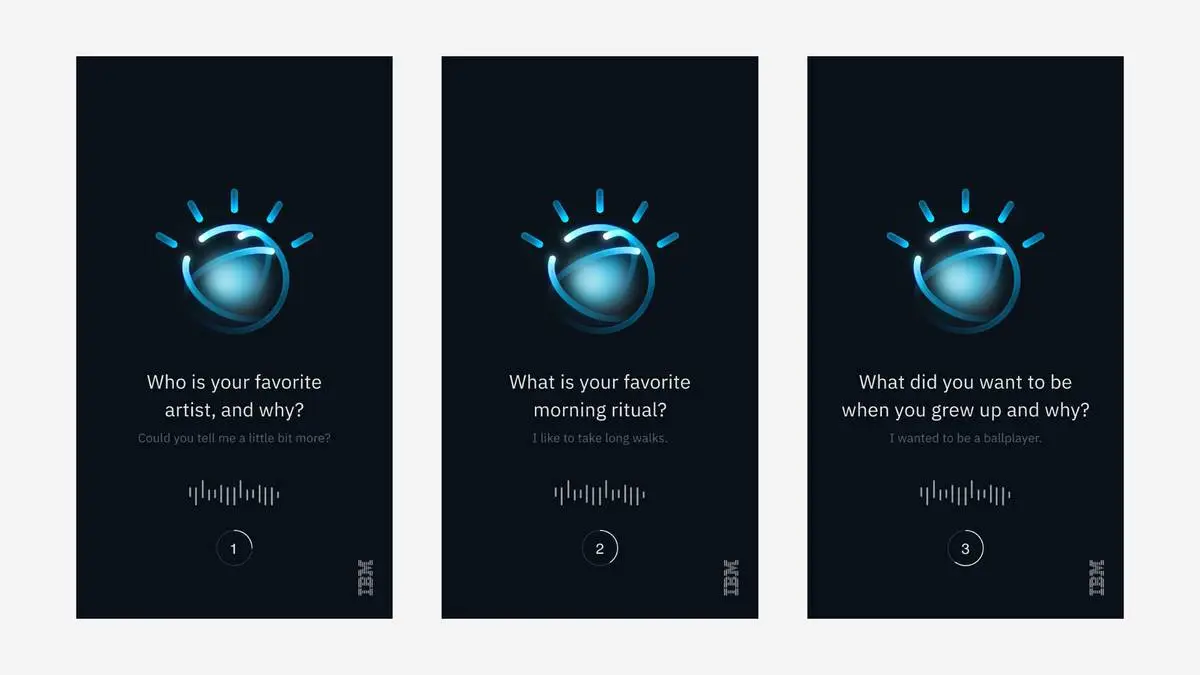 Who is your favorite
artist, and why?
Could you tell me a little bit more?
1
IBM
What is your favorite
morning ritual?
I like to take long walks.
2
IBM
What did you want to be
when you grew up and why?
I wanted to be a ballplayer.
3
IBM